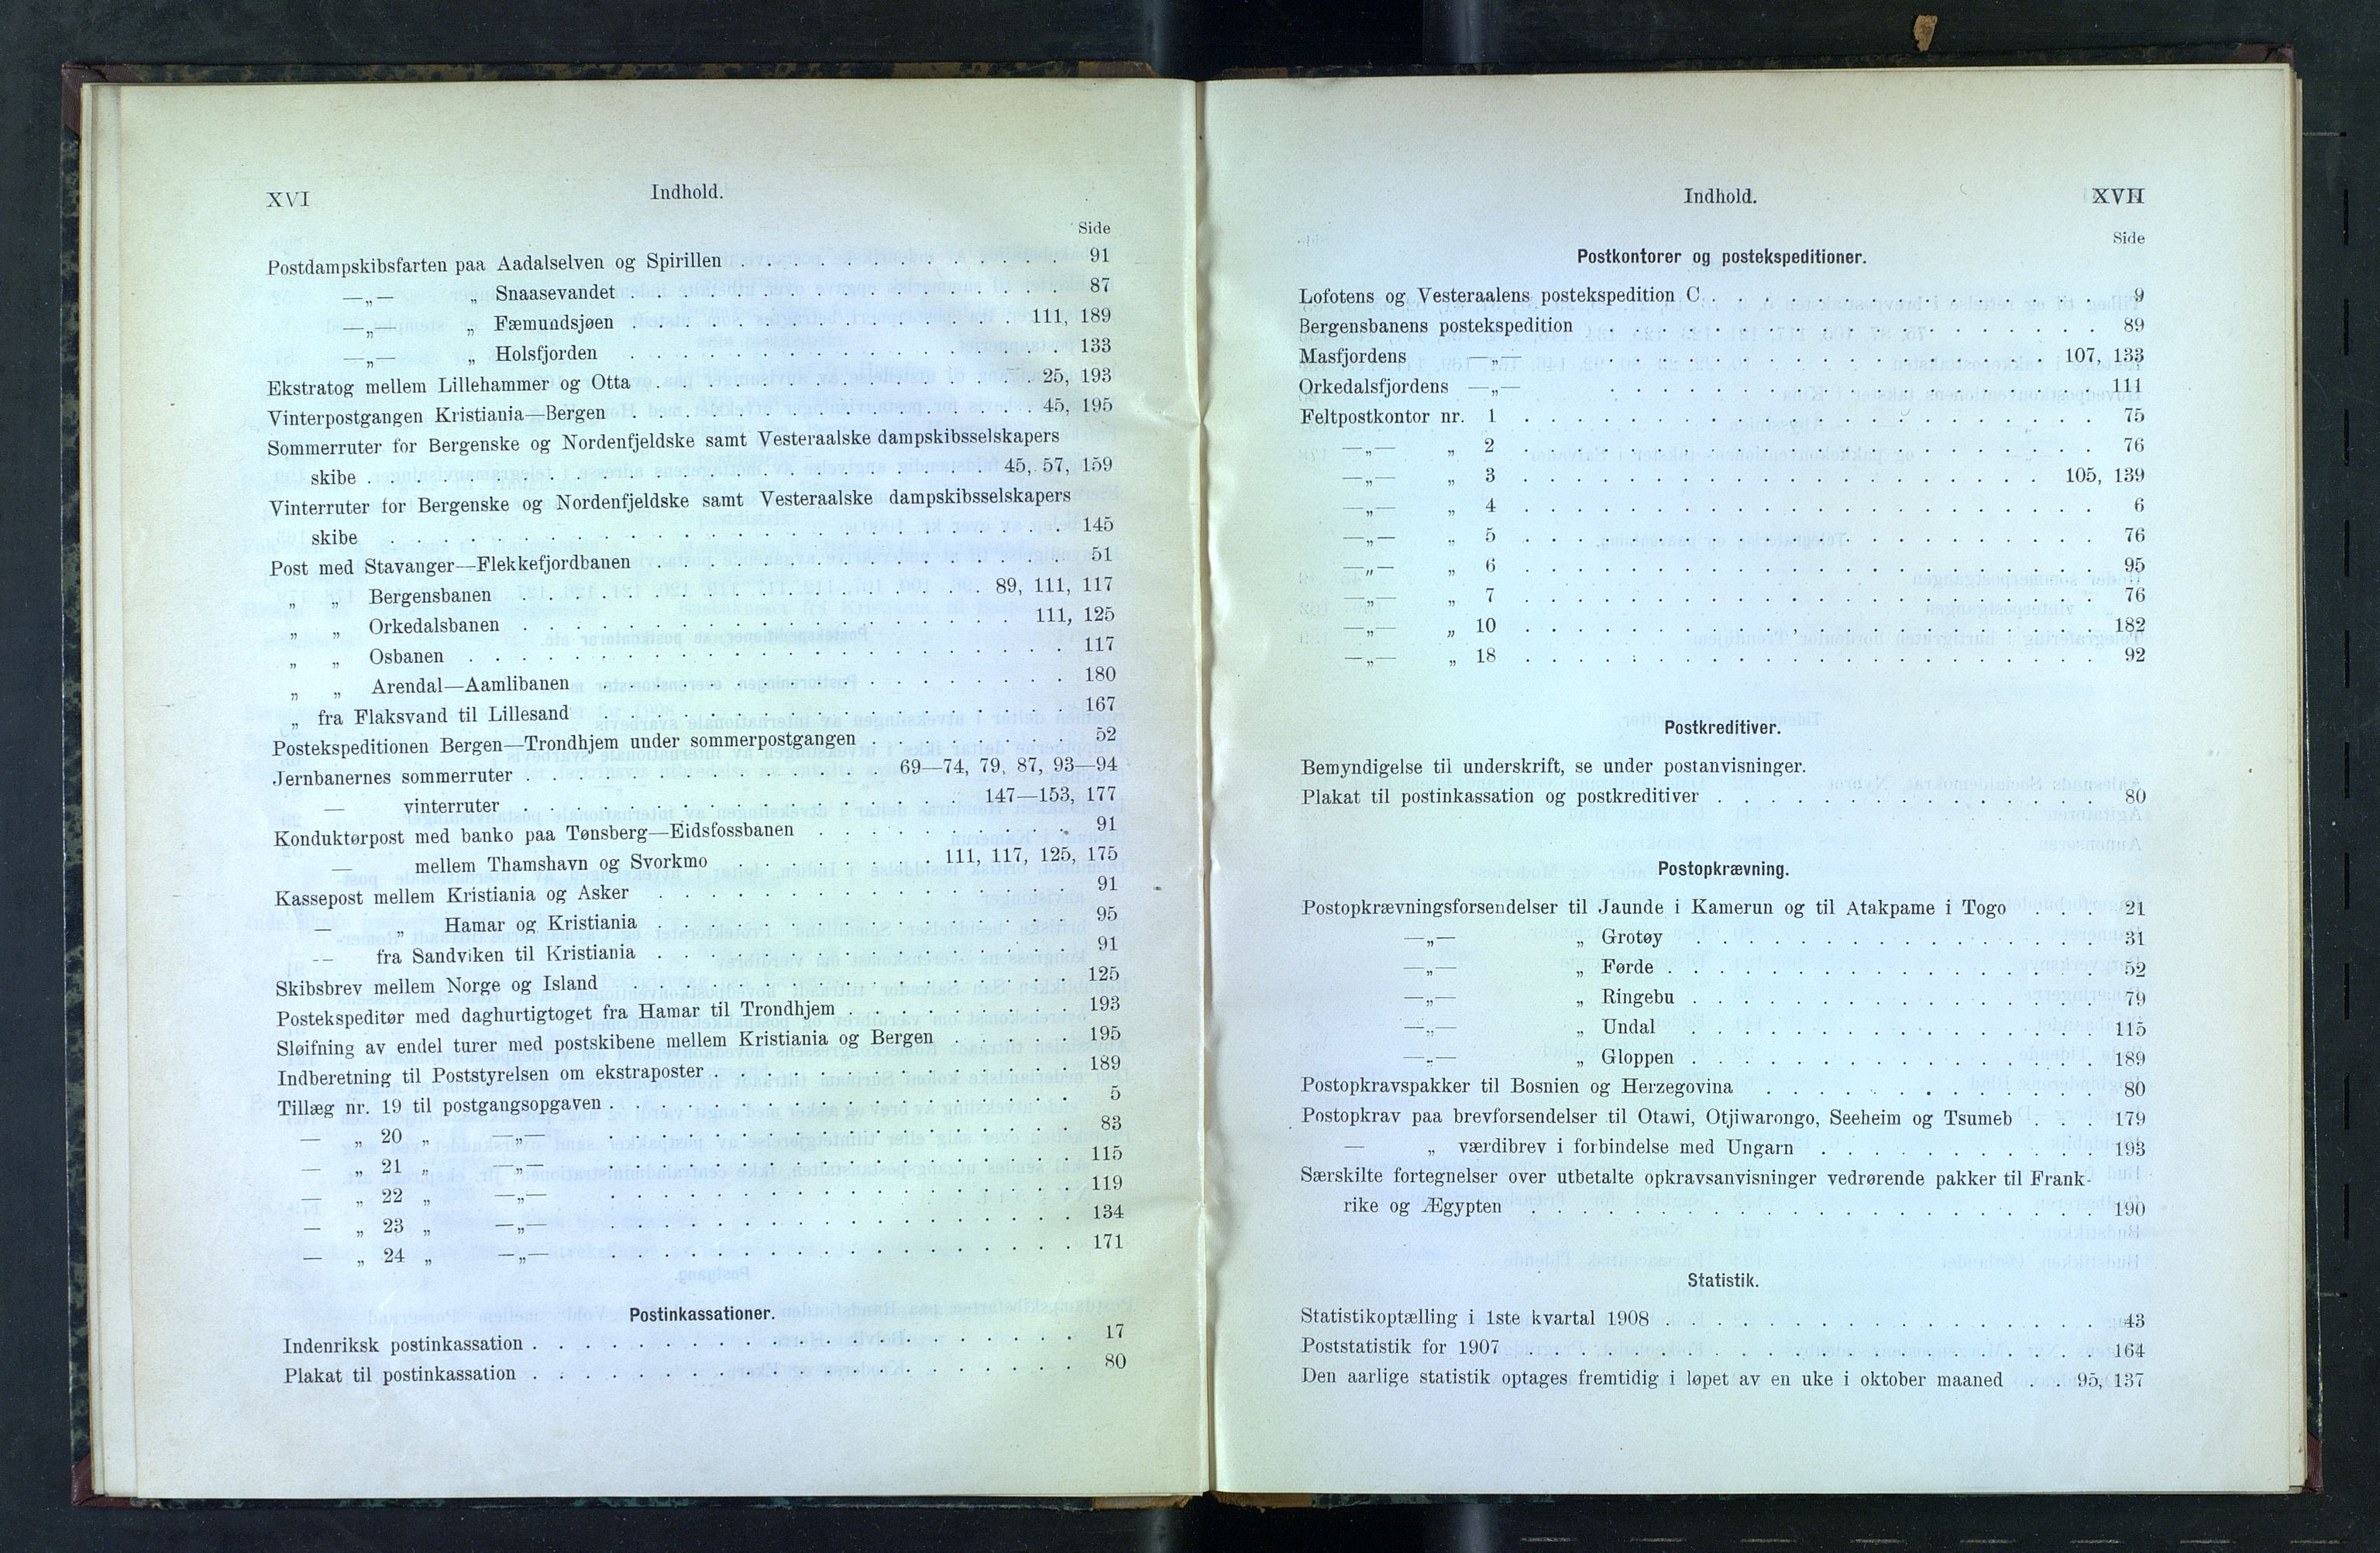 XVI Indhold.
Side
Postdampskibsfarten paa Aadalselven og Spirillen . . . . . . . . . . . . 91
—„— „ Snaasevandet . . . . . . . . . . . . . . . 87
—„— „ Fæmundsjøen . . . . . . . . . . . . . . . 111, 189
—„— „ Holsfjorden . . . . . . . . . . . . . . . . 133
Ekstratog mellem Lillehammer og Otta . . . . . . . . . . . . . . . 25, 193
Vinterpostgangen Kristiania—Bergen . . . . . . . . . . . . . . . . 45, 195
Sommerruter for Bergenske og Nordenfjeldske samt Vesteraalske dampskibsselskapers
skibe . . . . . . . . . . . . . . . . . . . . . . . 45, 57, 159
Vinterruter for Bergenske og Nordenfjeldske samt Vesteraalske dampskibsselskapers
skibe . . . . . . . . . . . . . . . . . . . . . . . . . . 145
Post med Stavanger—Flekkefjordbanen . . . . . . . . . . . . . . . . 51
„ „ Bergensbanen . . . . . . . . . . . . . . . . . . 89, 111, 117
„ „ Orkedalsbanen . . . . . . . . . . . . . . . . . . . 111, 125
„ „ Osbanen . . . . . . . . . . . . . . . . . . . . . . . 117
„ „ Arendal—Aamlibanen . . . . . . . . . . . . . . . . . . 180
„ fra Flaksvand til Lillesand . . . . . . . . . . . . . . . . . . . 167
Postekspeditionen Bergen—Trondhjem under sommerpostgangen . . . . . . . 52
Jernbanernes sommerruter . . . . . . . . . . . . . . 69—74, 79, 87, 93—94
— vinterruter . . . . . . . . . . . . . . . . . 147—153, 177
Konduktørpost med banko paa Tønsberg—Eidsfossbanen . . . . . . . . . . 91
— mellem Thamshavn og Svorkmo . . . . . . . . 111, 117, 125, 175
Kassepost mellem Kristiania og Asker . . . . . . . . . . . . . . . . 91
— „ Hamar og Kristiania . . . . . . . . . . . . . . . . 95
— fra Sandviken til Kristiania . . . . . . . . . . . . . . . . 91
Skibsbrev mellem Norge og Island . . . . . . . . . . . . . . . . . . 125
Postekspeditør med daghurtigtoget fra Hamar til Trondhjem . . . . . . . . . 193
Sløifning av endel turer med postskibene mellem Kristiania og Bergen . . . . . 195
Indberetning til Poststyrelsen om ekstraposter . . . . . . . . . . . . . . 189
Tillæg nr. 19 til postgangsopgaven . . . . . . . . . . . . . . . . . . 5
— „ 20 „ —„— . . . . . . . . . . . . . . . . . . 83
— „ 21 „ —„— . . . . . . . . . . . . . . . . . . 115
— „ 22 „ —„— . . . . . . . . . . . . . . . . . . 119
— „ 23 „ —„— . . . . . . . . . . . . . . . . . . 134
— „ 24 „ —„— . . . . . . . . . . . . . . . . . . 171
Postinkassationer.
Indenriksk postinkassation . . . . . . . . . . . . . . . . . . . . . 17
Plakat til postinkassation . . . . . . . . . . . . . . . . . . . . . 80
Indhold. XVII
Side
Postkontorer og postekspeditioner.
Lofotens og Vesteraalens postekspedition C . . . . . . . . . . . . . . . 9
Bergensbanens postekspedition . . . . . . . . . . . . . . . . . . . 89
Masfjordens —„— . . . . . . . . . . . . . . . . . 107, 133
Orkedalsfjordens —„— . . . . . . . . . . . . . . . . . . . 111
Feltpostkontor nr. 1 . . . . . . . . . . . . . . . . . . . . . . 75
—„— „ 2 . . . . . . . . . . . . . . . . . . . . . . 76
—„— „ 3 . . . . . . . . . . . . . . . . . . . . 105, 139
—„— „ 4 . . . . . . . . . . . . . . . . . . . . . . 6
—„— „ 5 . . . . . . . . . . . . . . . . . . . . . . 76
—„— „ 6 . . . . . . . . . . . . . . . . . . . . . . 95
—„— „ 7 . . . . . . . . . . . . . . . . . . . . . . 76
—„— „ 10 . . . . . . . . . . . . . . . . . . . . . . 182
—„— „ 18 . . . . . . . . . . . . . . . . . . . . . . 92
Postkreditiver.
Bemyndigelse til underskrift, se under postanvisninger.
Plakat til postinkassation og postkreditiver . . . . . . . . . . . . . . . 80
Postopkrævning.
Postopkrævningsforsendelser til Jaunde i Kamerun og til Atakpame i Togo . . . 21
—„— „ Grotøy . . . . . . . . . . . . . . . . 31
—„— „ Førde . . . . . . . . . . . . . . . . . 52
—„— „ Ringebu . . . . . . . . . . . . . . . . 79
—„— „ Undal . . . . . . . . . . . . . . . . . 115
—„— „ Gloppen . . . . . . . . . . . . . . . . 189
Postopkravspakker til Bosnien og Herzegovina . . . . . . . . . . . . . . 80
Postopkrav paa brevforsendelser til Otawi, Otjiwarongo, Seeheim og Tsumeb . . . 179
— „ værdibrev i forbindelse med Ungarn . . . . . . . . . . . 193
Særskilte fortegnelser over utbetalte opkravsanvisninger vedrørende pakker til Frank-
rike og Ægypten . . . . . . . . . . . . . . . . . . . . . . 190
Statistik.
Statistikoptælling i 1ste kvartal 1908 . . . . . . . . . . . . . . . . . 43
Poststatistik for 1907 . . . . . . . . . . . . . . . . . . . . . . 164
Den aarlige statistik optages fremtidig i løpet av en uke i oktober maaned . . 95, 137